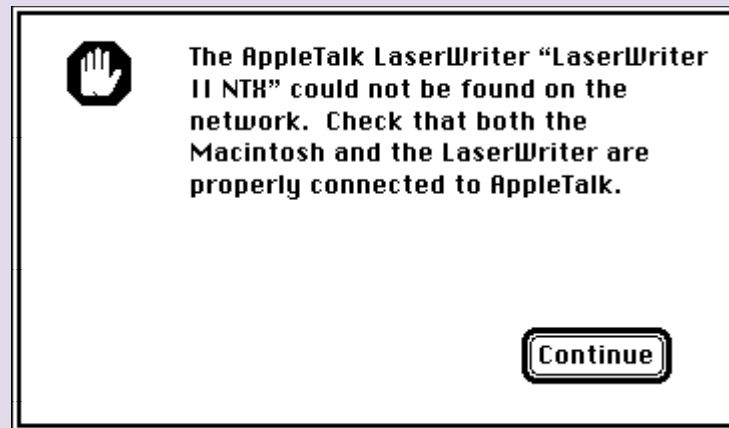 The AppleTalk LaserWriter “LaserWriter
II NTX” could not be found on the
network.  Check that both the
Macintosh and the LaserWriter are
properly connected to AppleTalk.
Continue